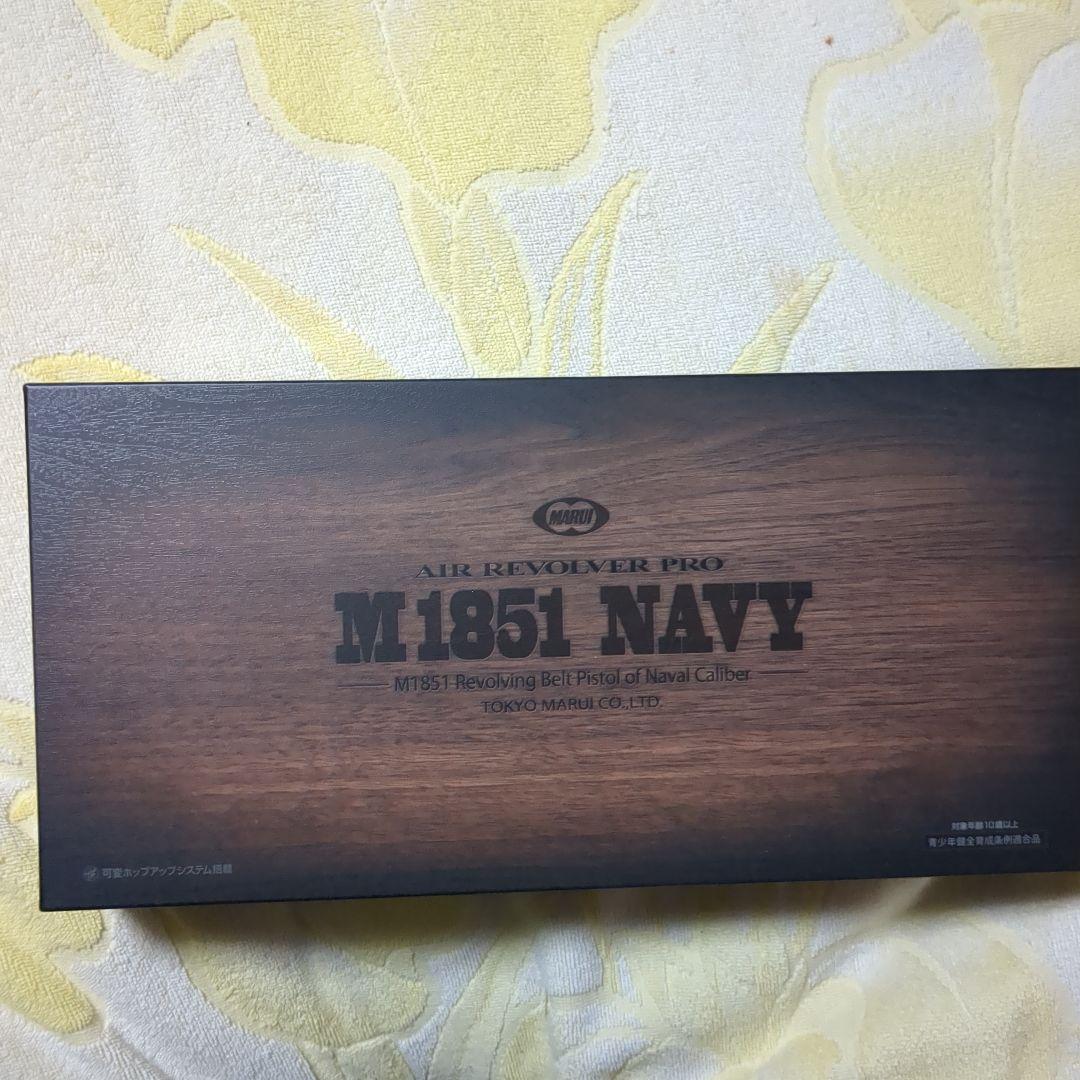 MARUI
AIR REVOLVER PRO
M1851 NAVY
M1851 Revolving Belt Pistol of Naval Caliber
TOKYO MARUI CO.,LTD.
対象年齢10歳以上
青少年健全育成条例適合品
可変ホップアップシステム搭載